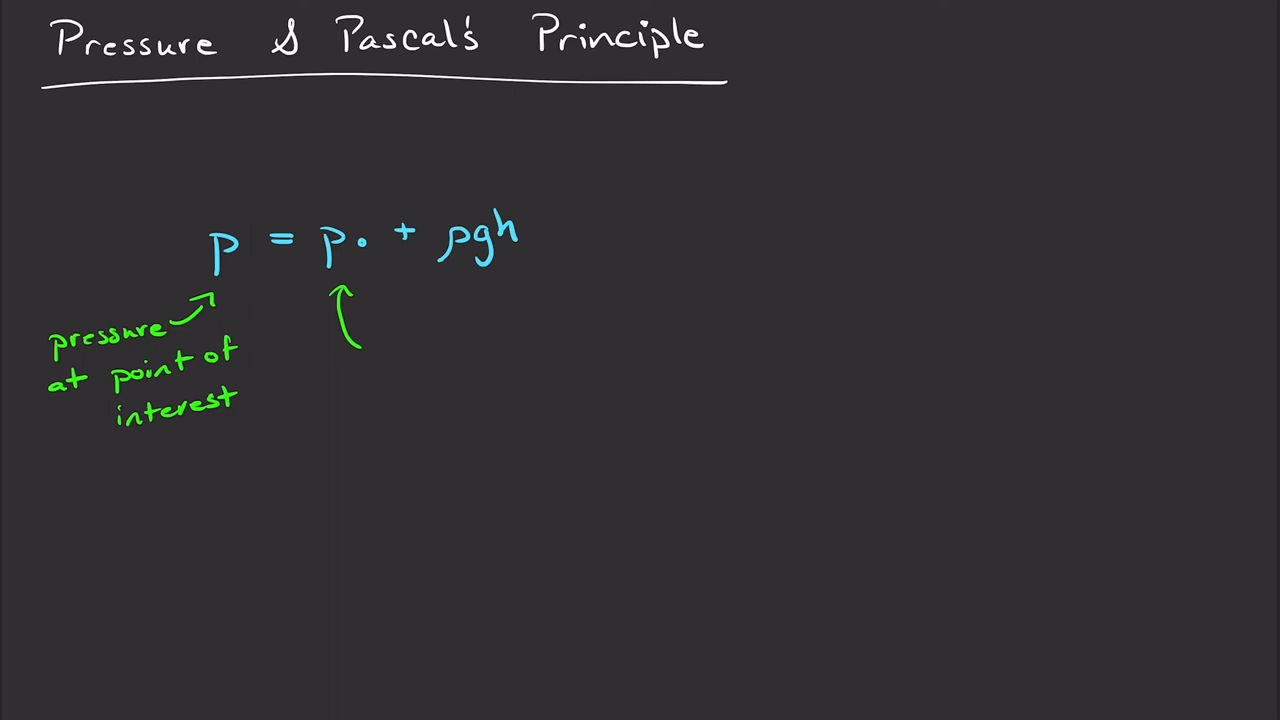 Pressure & Pascal's Principle
p = p₀ + ρgh
pressure
at point of
interest